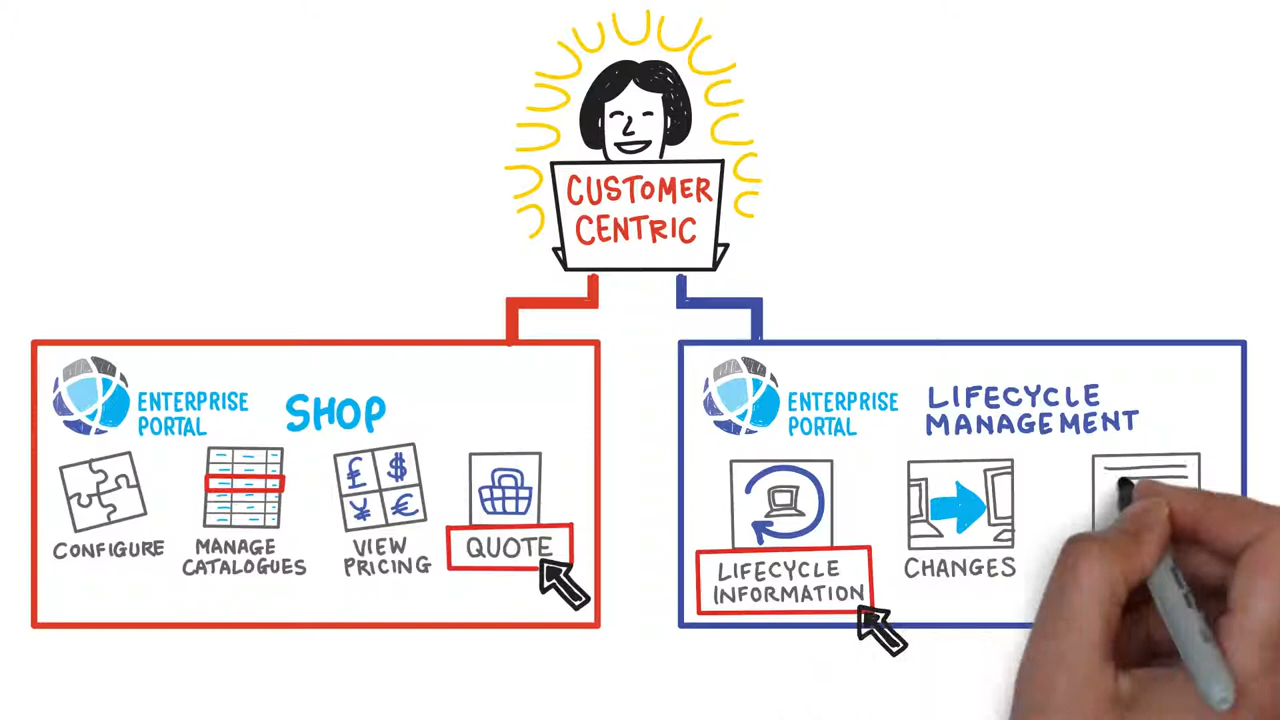 CUSTOMER
CENTRIC
ENTERPRISE
PORTAL
SHOP
CONFIGURE
MANAGE
CATALOGUES
VIEW
PRICING
£
$
¥
€
QUOTE
ENTERPRISE
PORTAL
LIFECYCLE
MANAGEMENT
LIFECYCLE
INFORMATION
CHANGES